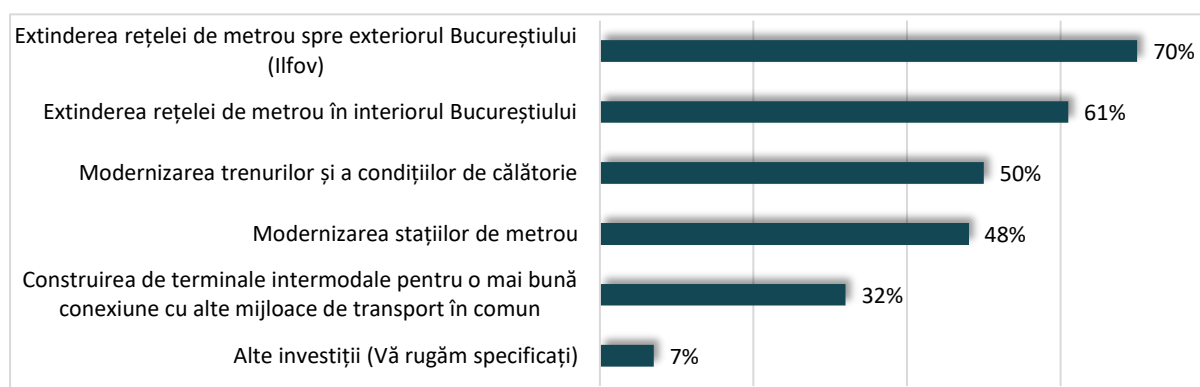 Extinderea rețelei de metrou spre exteriorul Bucureștiului
(Ilfov)
70%
Extinderea rețelei de metrou în interiorul Bucureștiului
61%
Modernizarea trenurilor și a condițiilor de călătorie
50%
Modernizarea stațiilor de metrou
48%
Construirea de terminale intermodale pentru o mai bună
conexiune cu alte mijloace de transport în comun
32%
Alte investiții (Vă rugăm specificați)
7%